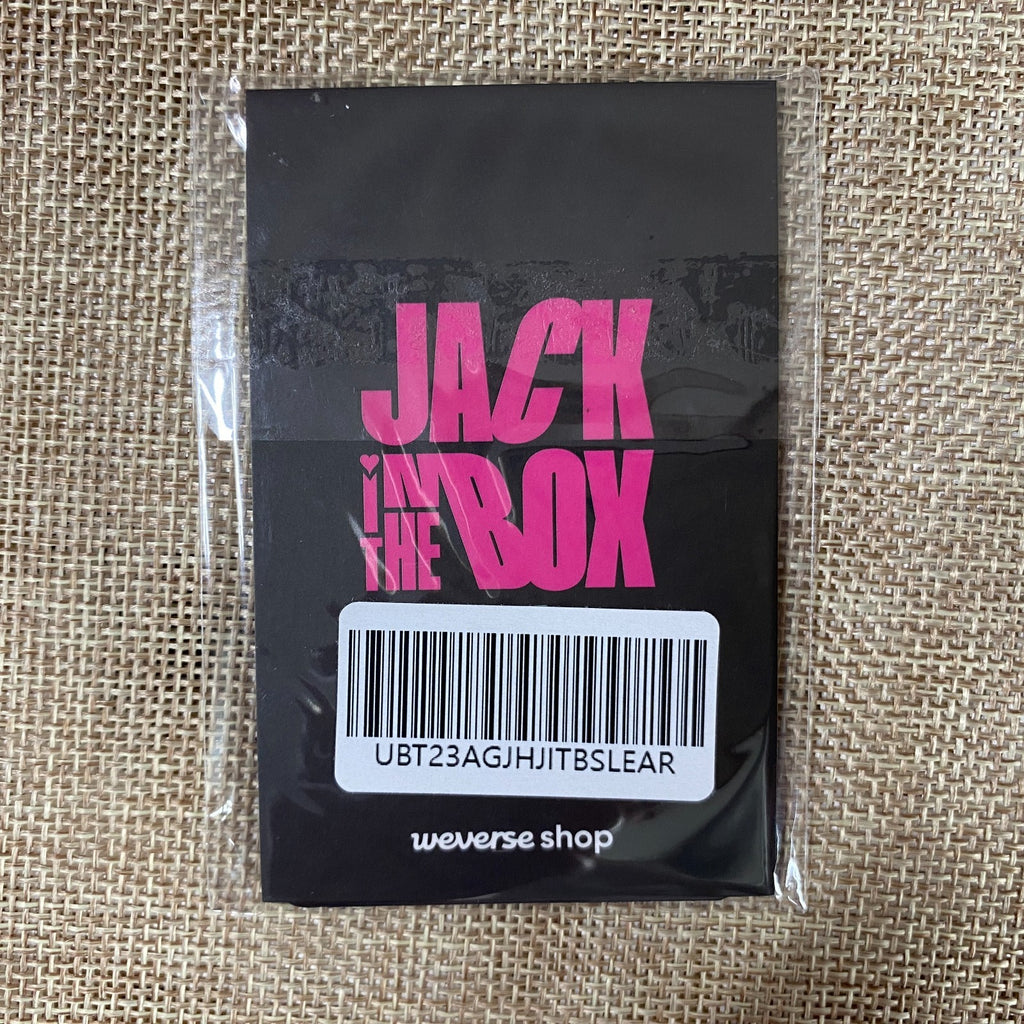 JACK
iN BOX
THE
UBT23AGJHJITBSLEAR
weverse shop